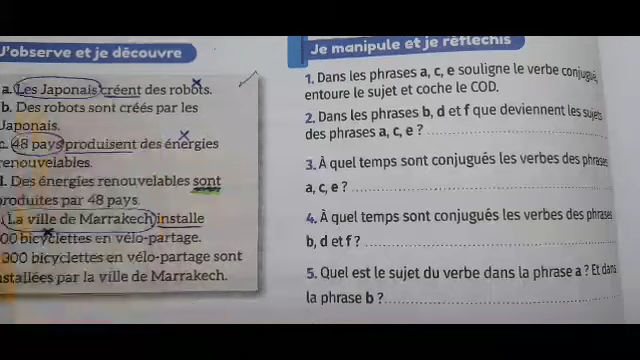 J'observe et je découvre
a. Les Japonais créent des robots.
b. Des robots sont créés par les
Japonais.
c. 48 pays produisent des énergies
renouvelables.
d. Des énergies renouvelables sont
produites par 48 pays.
La ville de Marrakech installe
300 bicyclettes en vélo-partage.
300 bicyclettes en vélo-partage sont
installées par la ville de Marrakech.
Je manipule et je réfléchis
1. Dans les phrases a, c, e souligne le verbe conjugué,
entoure le sujet et coche le COD.
2. Dans les phrases b, d et f que deviennent les sujets
des phrases a, c, e ?
3. À quel temps sont conjugués les verbes des phrases
a, c, e ?
4. À quel temps sont conjugués les verbes des phrases
b, d et f ?
5. Quel est le sujet du verbe dans la phrase a ? Et dans
la phrase b ?